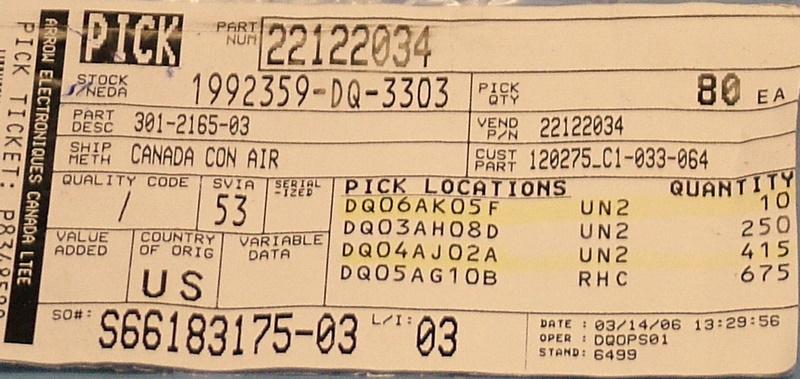 PICK TICKET:
ARROW ELECTRONIQUES CANADA LTEE
PICK
PART NUM 22122034
STOCK /NEDA 1992359-DQ-3303
PICK QTY 80 EA
PART DESC 301-2165-03
VEND P/N 22122034
SHIP METH CANADA CON AIR
CUST PART 120275_C1-033-064
QUALITY CODE /
SVIA 53
SERIAL-IZED
PICK LOCATIONS QUANTITY
DQ06AK05F UN2 10
DQ03AH08D UN2 250
DQ04AJ02A UN2 415
DQ05AG10B RHC 675
VALUE ADDED
COUNTRY OF ORIG US
VARIABLE DATA
SO#: S66183175-03 L/I: 03
DATE : 03/14/06 13:29:56
OPER : DQOPS01
STAND: 6499